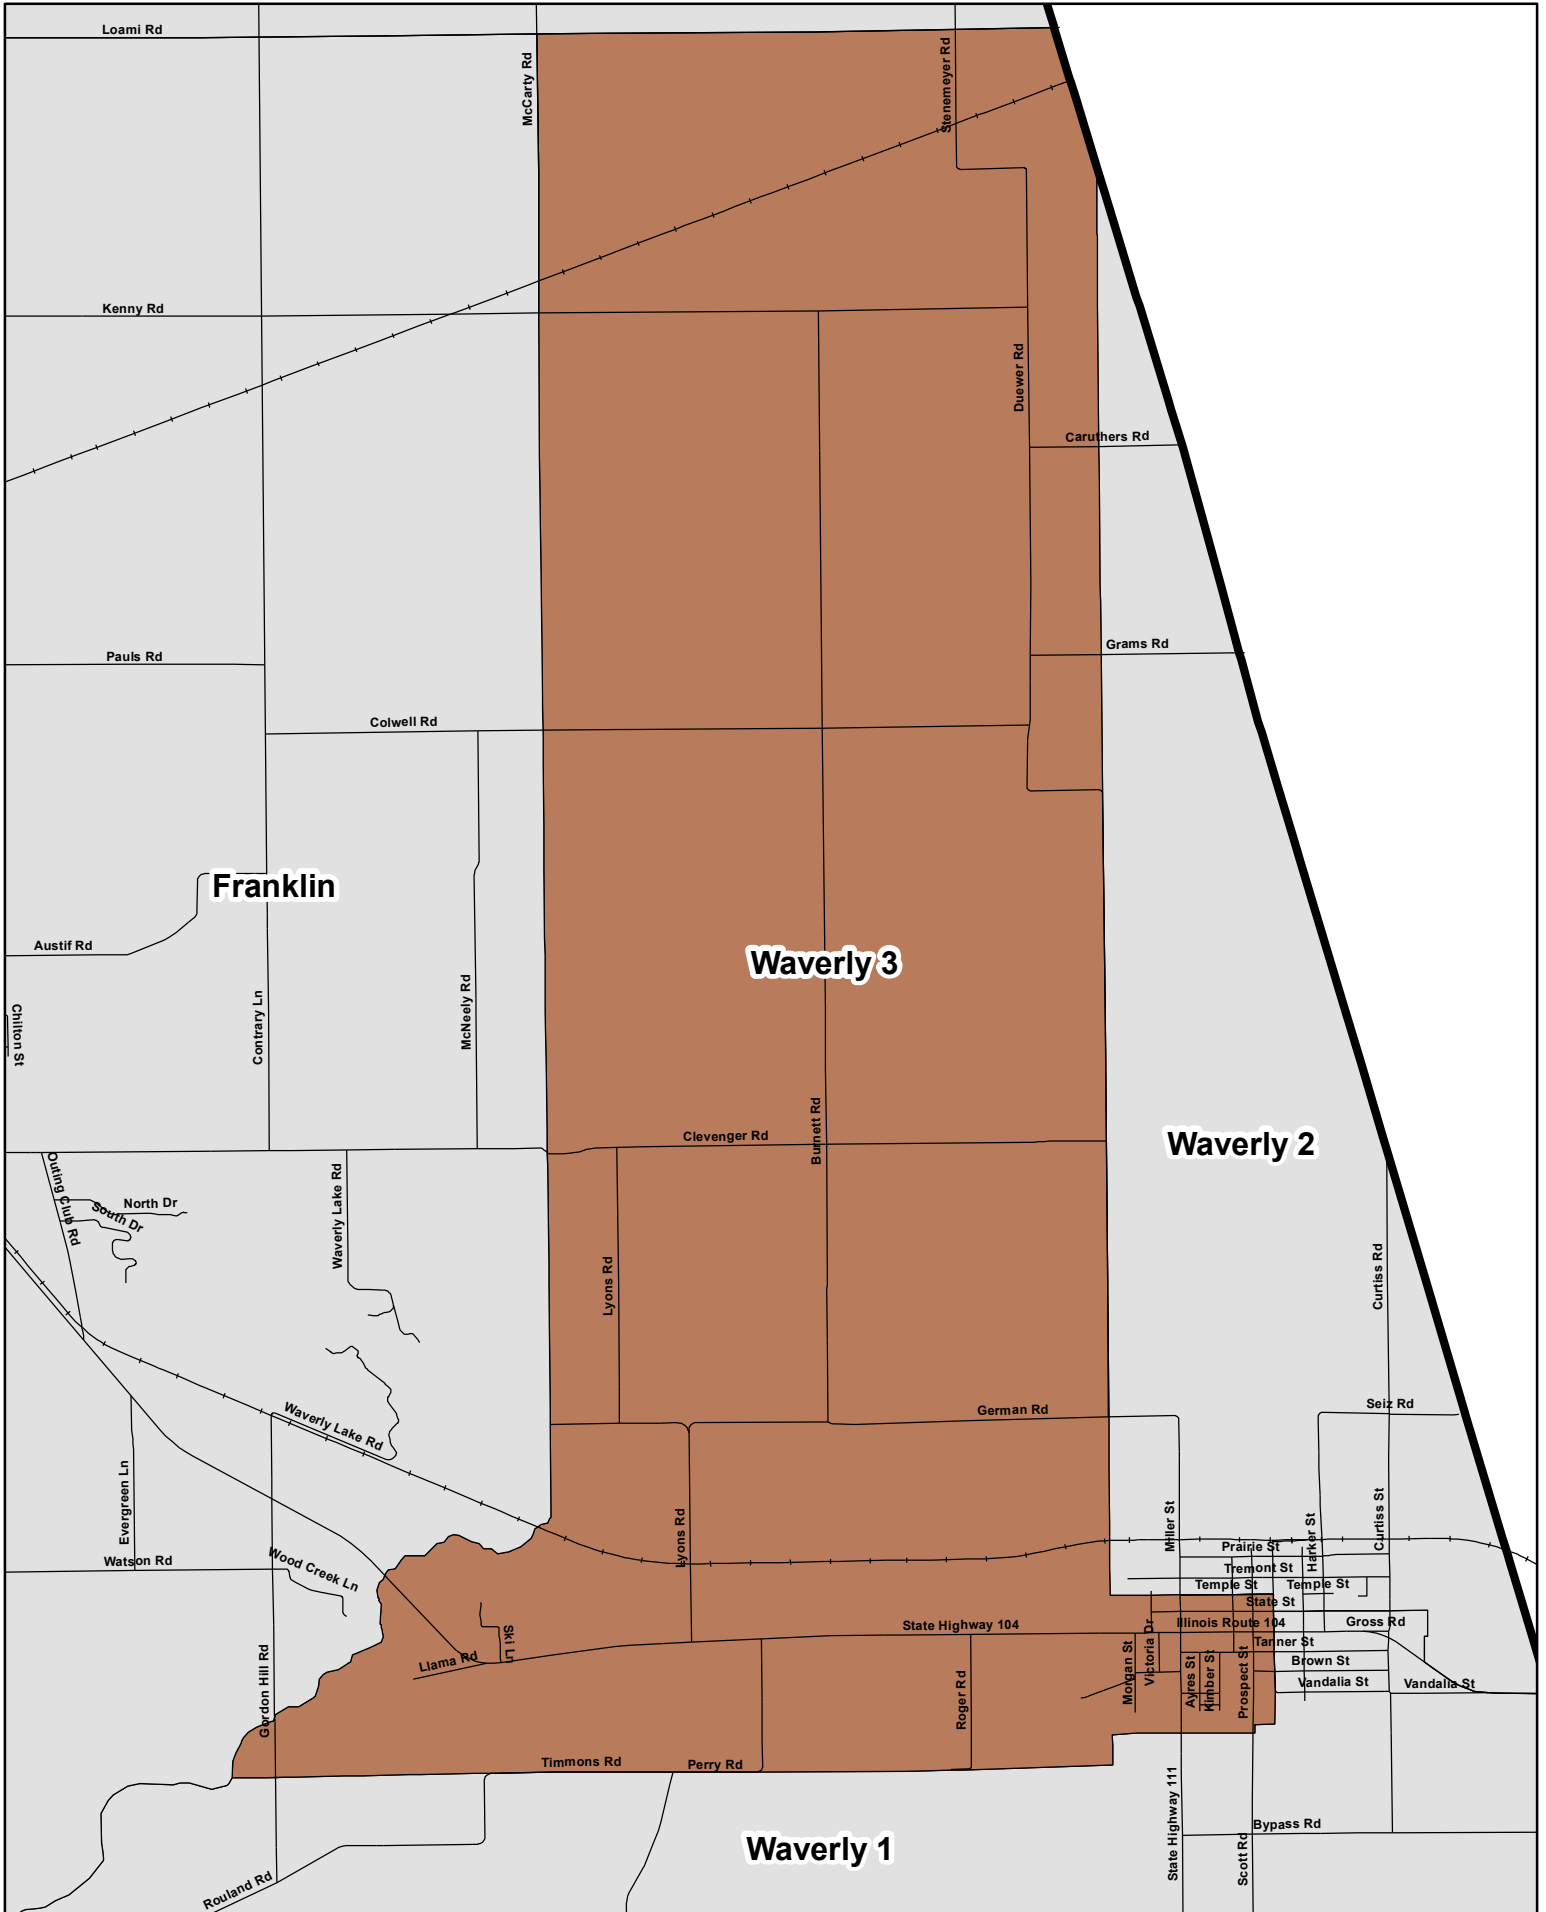 Loami Rd
McCarty Rd
Stenemeyer Rd
Kenny Rd
Duewer Rd
Caruthers Rd
Grams Rd
Pauls Rd
Colwell Rd
Franklin
Austif Rd
Waverly 3
Chilton St
Contrary Ln
McNeely Rd
Burnett Rd
Clevenger Rd
Waverly 2
Outing Club Rd
North Dr
South Dr
Waverly Lake Rd
Lyons Rd
Curtiss Rd
Waverly Lake Rd
German Rd
Seiz Rd
Evergreen Ln
Lyons Rd
Miller St
Harker St
Curtiss St
Watson Rd
Wood Creek Ln
Prairie St
Tremont St
Temple St
Temple St
State St
Ski Ln
State Highway 104
Illinois Route 104
Gross Rd
Llama Rd
Gordon Hill Rd
Roger Rd
Morgan St
Victoria Dr
Ayres St
Kimber St
Prospect St
Tanner St
Brown St
Vandalia St
Vandalia St
Timmons Rd
Perry Rd
State Highway 111
Scott Rd
Bypass Rd
Waverly 1
Rouland Rd